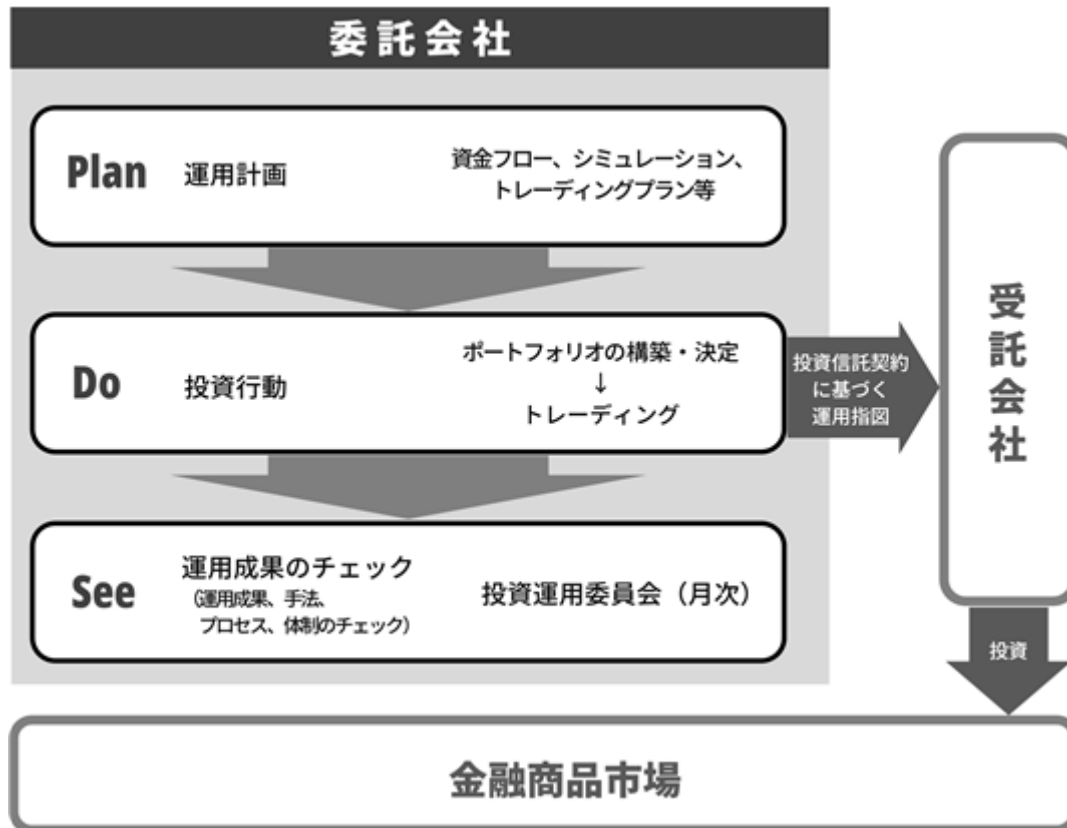 委託会社
Plan 運用計画
資金フロー、シミュレーション、
トレーディングプラン等
Do 投資行動
ポートフォリオの構築・決定
↓
トレーディング
投資信託契約
に基づく
運用指図
受託会社
See 運用成果のチェック
(運用成果、手法、
プロセス、体制のチェック)
投資運用委員会（月次）
投資
金融商品市場